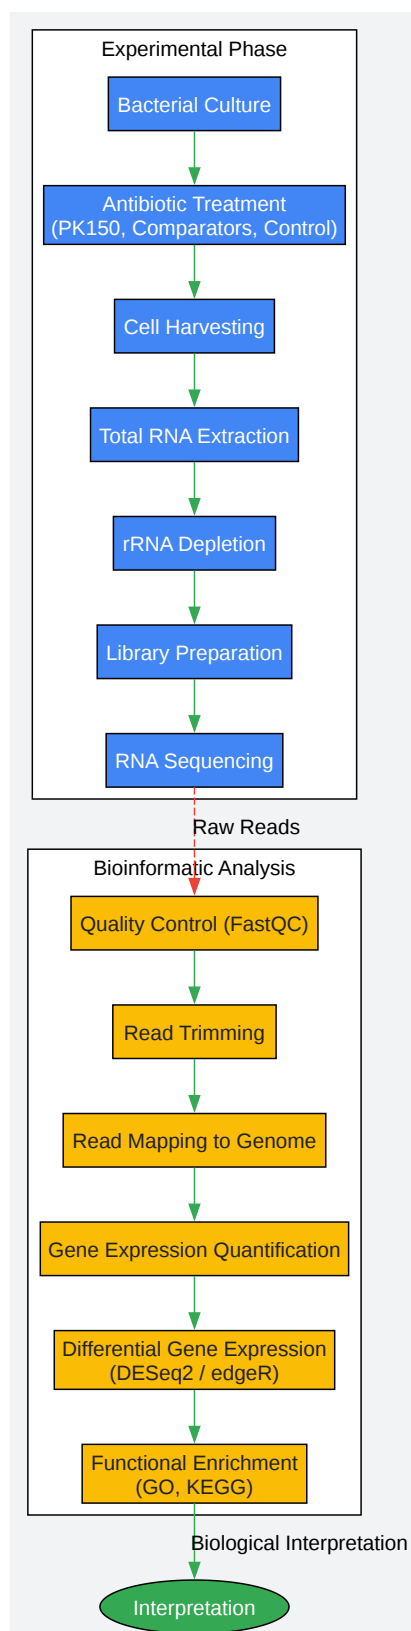 Experimental Phase
Bacterial Culture
Antibiotic Treatment
(PK150, Comparators, Control)
Cell Harvesting
Total RNA Extraction
rRNA Depletion
Library Preparation
RNA Sequencing
Raw Reads
Bioinformatic Analysis
Quality Control (FastQC)
Read Trimming
Read Mapping to Genome
Gene Expression Quantification
Differential Gene Expression
(DESeq2 / edgeR)
Functional Enrichment
(GO, KEGG)
Biological Interpretation
Interpretation